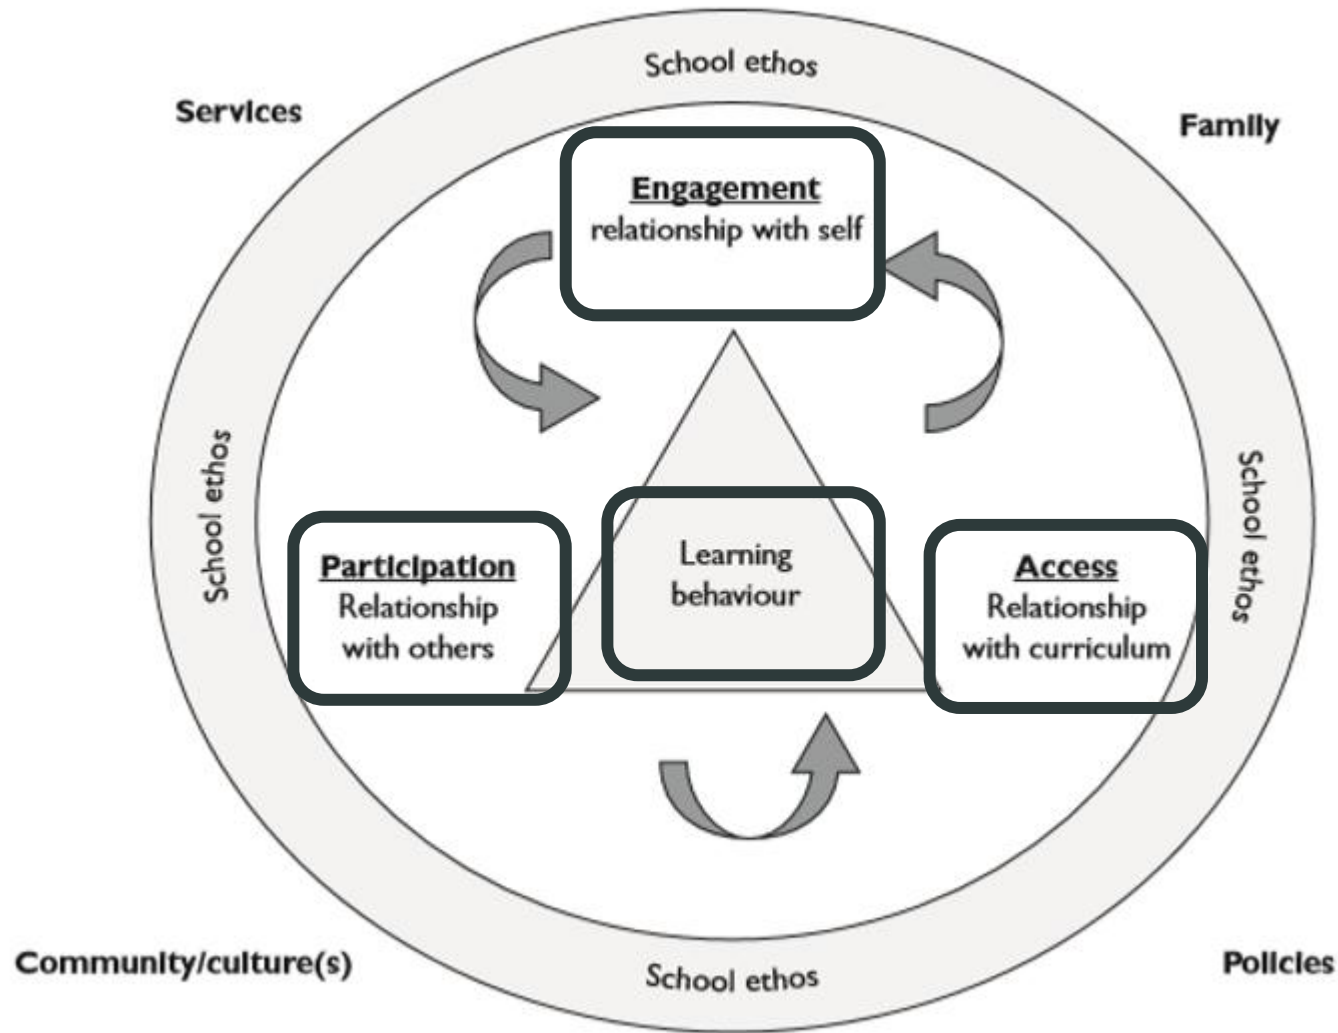 School ethos
Services
Family
Engagement
relationship with self
School ethos
School ethos
Participation
Relationship
with others
Learning
behaviour
Access
Relationship
with curriculum
Community/culture(s)
School ethos
Policies